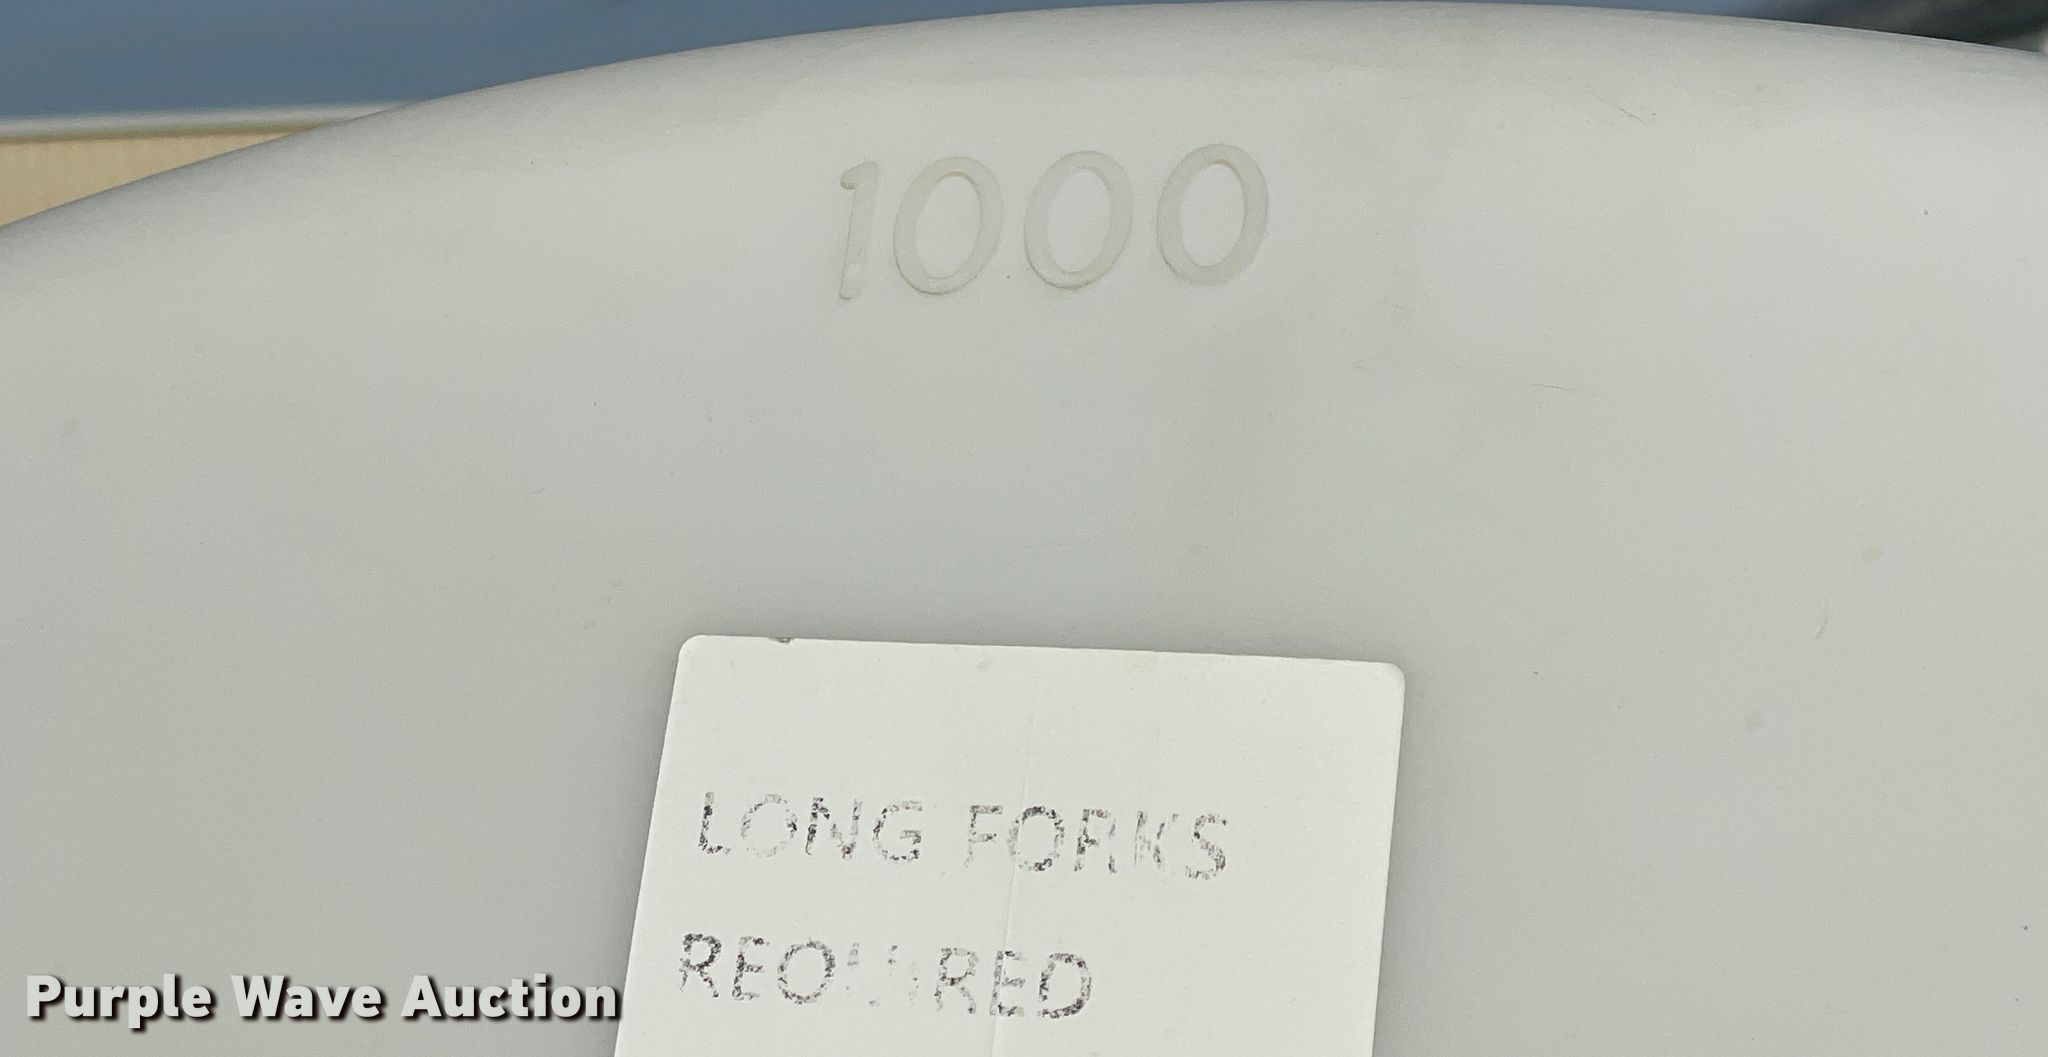 1000
LONG FORKS
REQUIRED
Purple Wave Auction